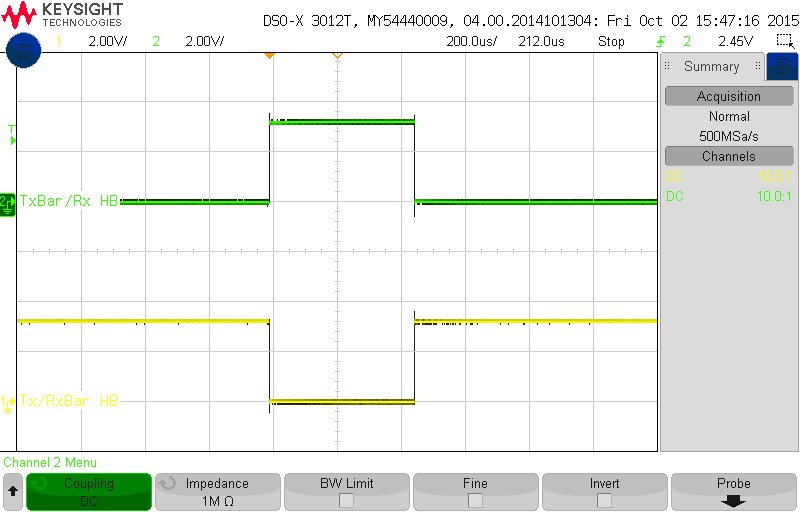 KEYSIGHT
TECHNOLOGIES
DSO-X 3012T, MY54440009, 04.00.2014101304: Fri Oct 02 15:47:16 2015
1 2.00V/ 2 2.00V/ 200.0us/ 212.0us Stop 2 2.45V
Summary
Acquisition
Normal
500MSa/s
Channels
DC 10.0:1
DC 10.0:1
T
2 TxBar/Rx HB
1 Tx/RxBar HB
Channel 2 Menu
Coupling
DC
Impedance
1M Ω
BW Limit
Fine
Invert
Probe